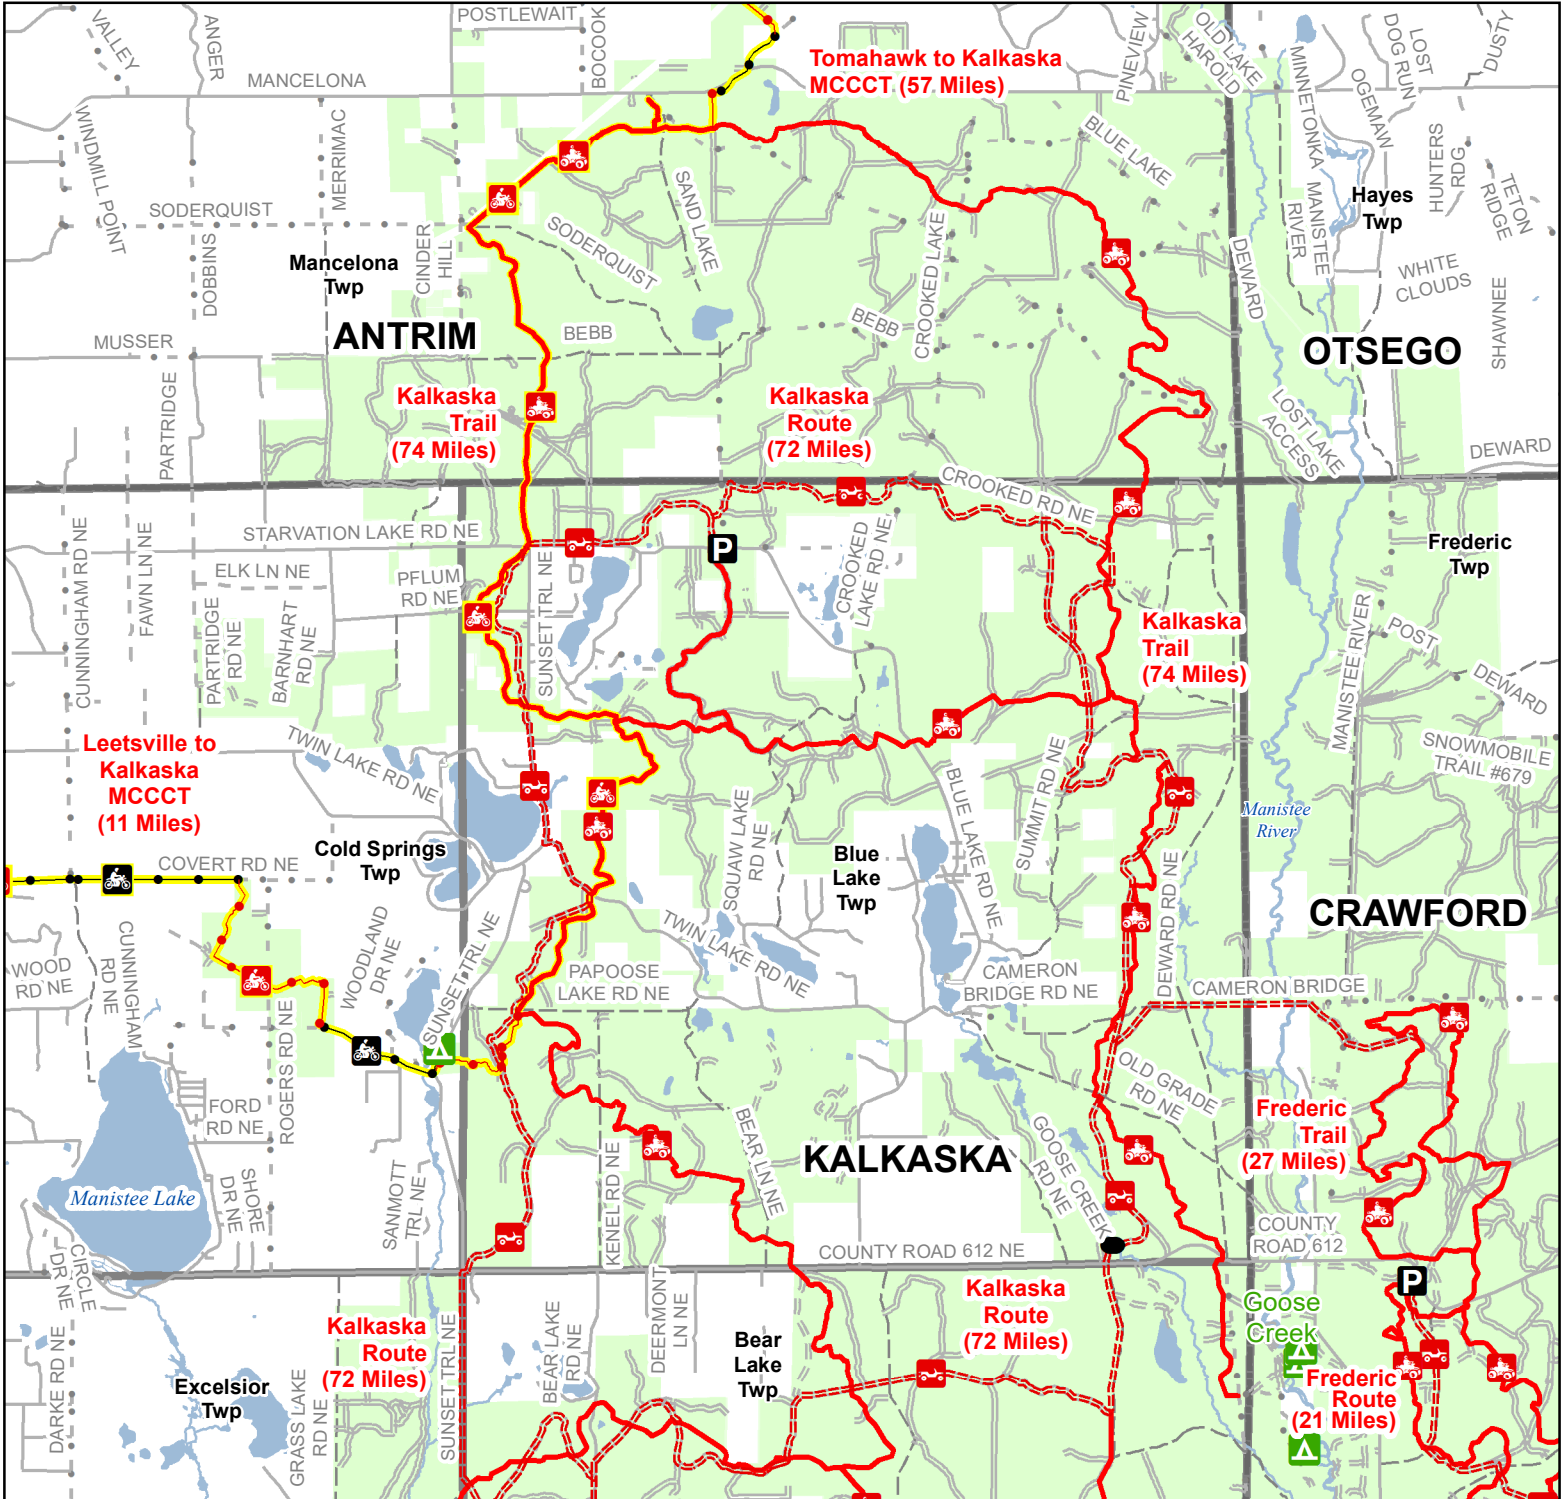 POSTLEWAIT
VALLEY
ANGER
BOCOCK
MANCELONA
Tomahawk to Kalkaska
MCCCT (57 Miles)
PINEVIEW
OLD LAKE
HAROLD
MINNETONKA
LOST
DOG RUN
DUSTY
OGEMAW
WINDMILL POINT
MERRIMAC
BLUE LAKE
HUNTERS
RDG
TETON
RIDGE
SODERQUIST
SAND LAKE
MANISTEE
RIVER
Hayes
Twp
Mancelona
Twp
DOBBINS
CINDER
HILL
SODERQUIST
CROOKED LAKE
DEWARD
WHITE
CLOUDS
SHAWNEE
MUSSER
ANTRIM
BEBB
BEBB
OTSEGO
PARTRIDGE
Kalkaska
Trail
(74 Miles)
Kalkaska
Route
(72 Miles)
LOST LAKE
ACCESS
DEWARD
CROOKED RD NE
CUNNINGHAM RD NE
FAWN LN NE
STARVATION LAKE RD NE
ELK LN NE
PFLUM
RD NE
SUNSET TRL NE
P
CROOKED
LAKE RD NE
Frederic
Twp
PARTRIDGE
RD NE
BARNHART
RD NE
Kalkaska
Trail
(74 Miles)
MANISTEE RIVER
POST
DEWARD
Leetsville to
Kalkaska
MCCCT
(11 Miles)
TWIN LAKE RD NE
SNOWMOBILE
TRAIL #679
SQUAW LAKE
RD NE
BLUE LAKE RD NE
SUMMIT RD NE
Manistee
River
COVERT RD NE
Cold Springs
Twp
Blue
Lake
Twp
DEWARD RD NE
CRAWFORD
WOOD
RD NE
CUNNINGHAM
RD NE
WOODLAND
DR NE
SUNSET TRL NE
TWIN LAKE RD NE
PAPOOSE
LAKE RD NE
CAMERON
BRIDGE RD NE
CAMERON BRIDGE
ROGERS RD NE
FORD
RD NE
OLD GRADE
RD NE
Frederic
Trail
(27 Miles)
BEAR LN NE
GOOSE CREEK
RD NE
KALKASKA
Manistee Lake
SHORE
DR NE
SANMOTT
TRL NE
KENEL RD NE
COUNTY ROAD 612 NE
COUNTY
ROAD 612
CIRCLE
DR NE
P
Kalkaska
Route
(72 Miles)
Goose
Creek
DARKE RD NE
Kalkaska
Route
(72 Miles)
SUNSET TRL NE
BEAR LAKE
RD NE
DEERMONT
LN NE
Bear
Lake
Twp
Excelsior
Twp
GRASS LAKE
RD NE
Frederic
Route
(21 Miles)